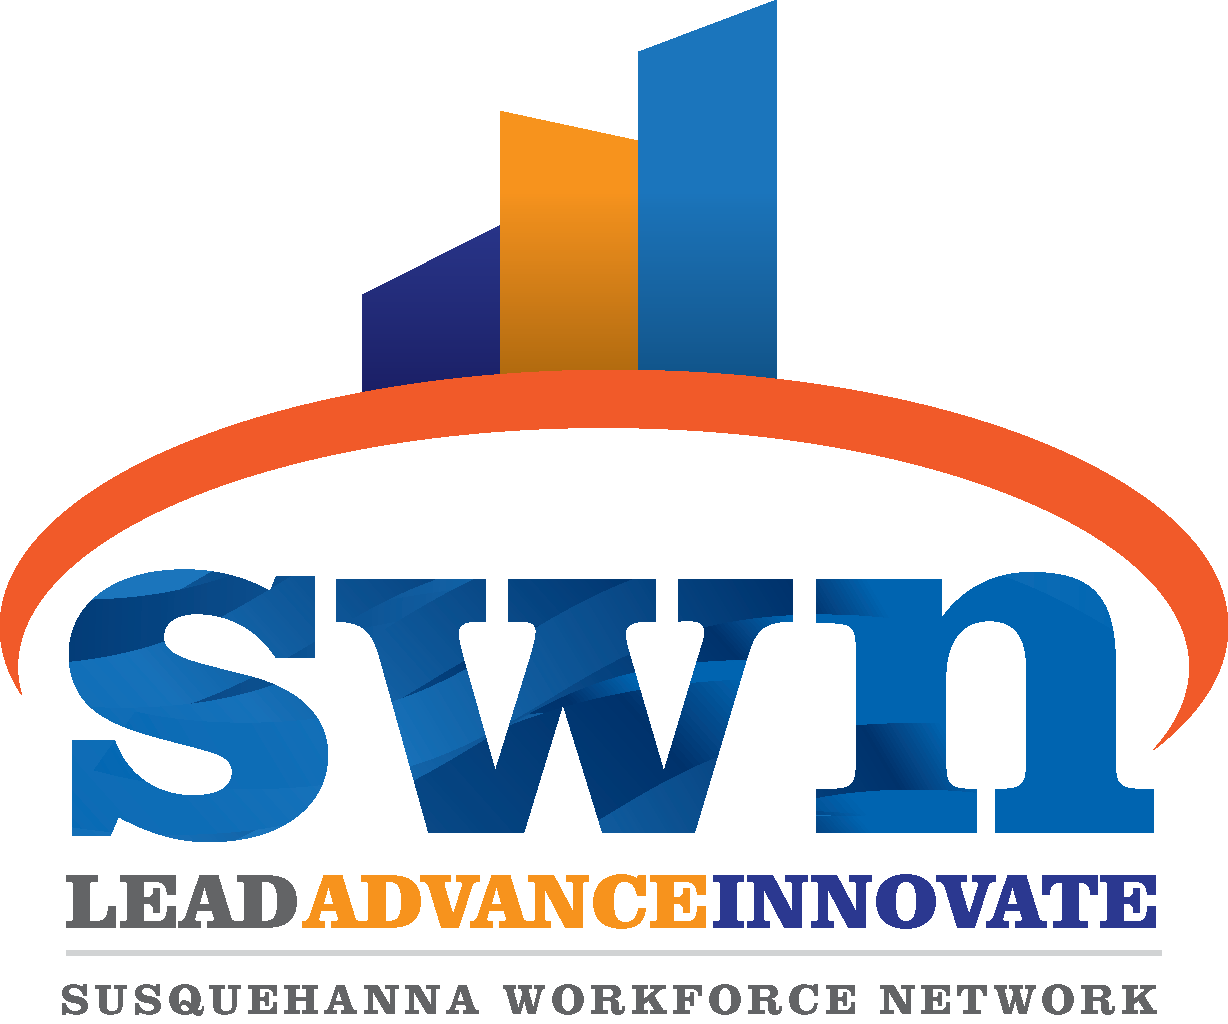 swn
LEADADVANCEINNOVATE
SUSQUEHANNA WORKFORCE NETWORK